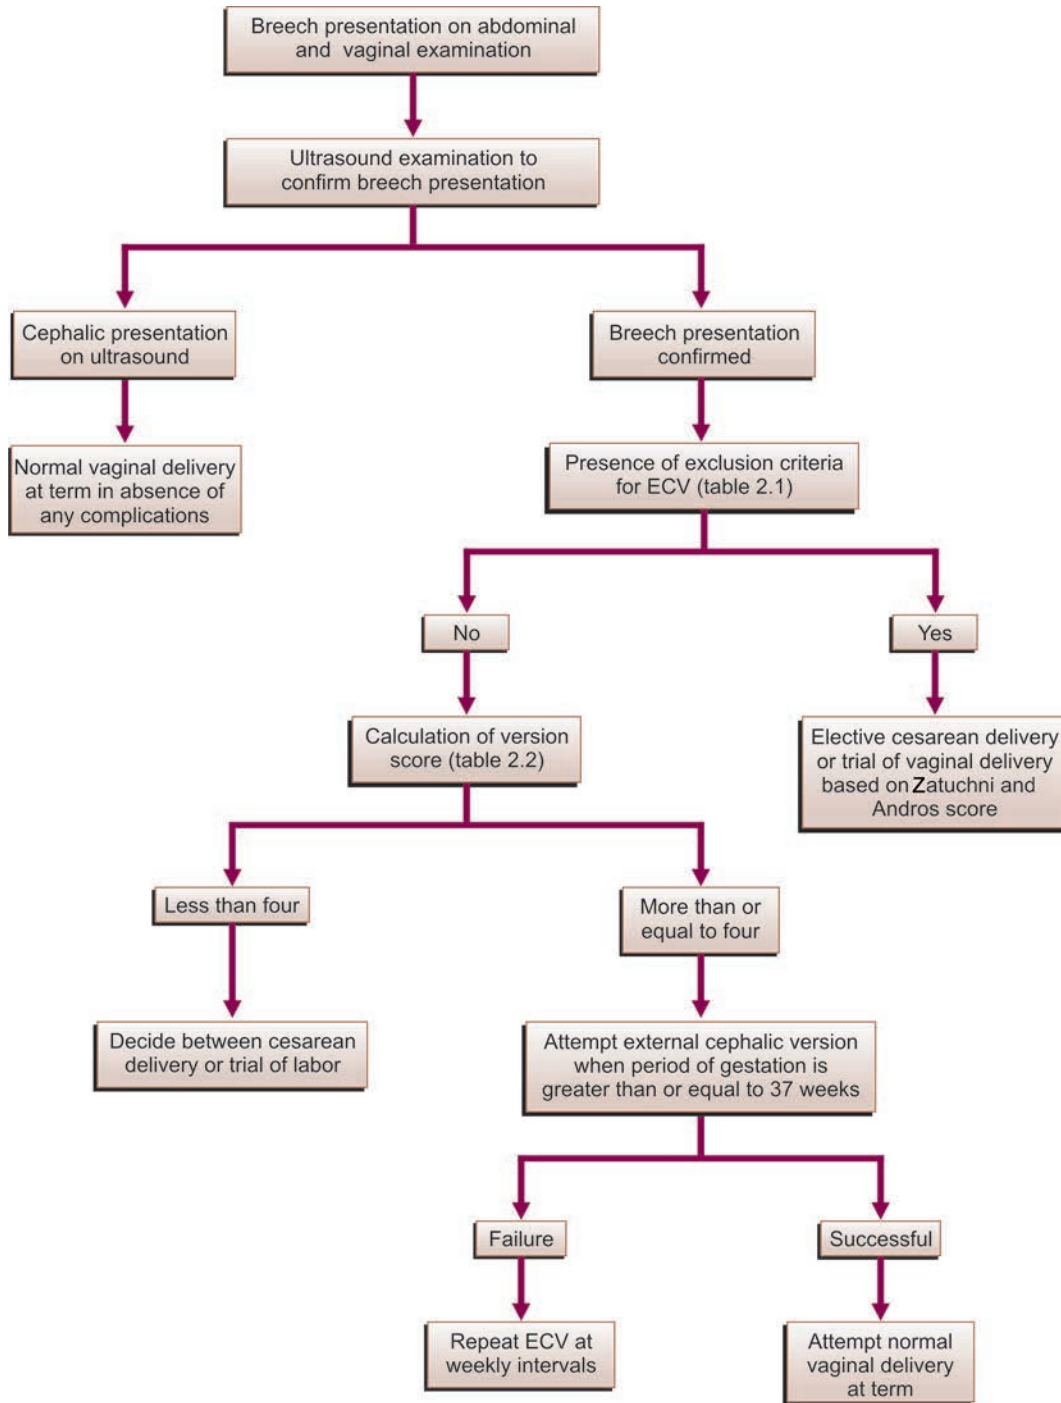 Breech presentation on abdominal
and vaginal examination
Ultrasound examination to
confirm breech presentation
Cephalic presentation
on ultrasound
Breech presentation
confirmed
Normal vaginal delivery
at term in absence of
any complications
Presence of exclusion criteria
for ECV (table 2.1)
No
Yes
Calculation of version
score (table 2.2)
Elective cesarean delivery
or trial of vaginal delivery
based on Zatuchni and
Andros score
Less than four
More than or
equal to four
Decide between cesarean
delivery or trial of labor
Attempt external cephalic version
when period of gestation is
greater than or equal to 37 weeks
Failure
Successful
Repeat ECV at
weekly intervals
Attempt normal
vaginal delivery
at term